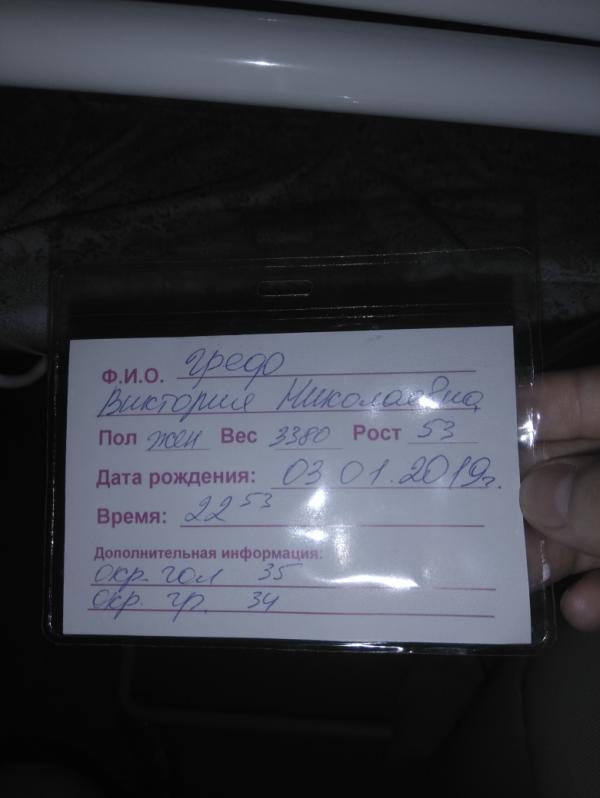 Ф.И.О. Гредо
Виктория Николаевна
Пол жен Вес 3380 Рост 53
Дата рождения: 03 01.2019г.
Время: 22 53
Дополнительная информация:
окр. гол 35
окр. гр. 34